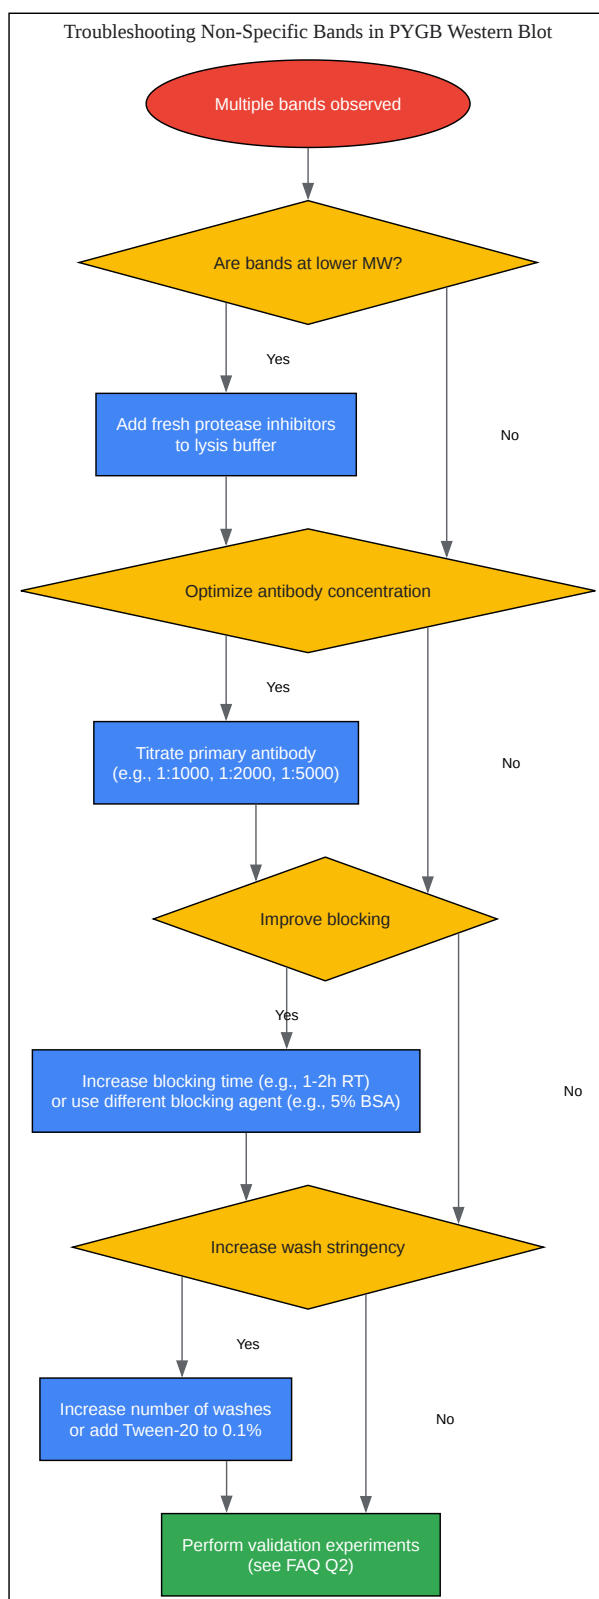 Troubleshooting Non-Specific Bands in PYGB Western Blot
Multiple bands observed
Are bands at lower MW?
Yes
Add fresh protease inhibitors
to lysis buffer
No
Optimize antibody concentration
Yes
Titrate primary antibody
(e.g., 1:1000, 1:2000, 1:5000)
No
Improve blocking
Yes
Increase blocking time (e.g., 1-2h RT)
or use different blocking agent (e.g., 5% BSA)
No
Increase wash stringency
Yes
Increase number of washes
or add Tween-20 to 0.1%
No
Perform validation experiments
(see FAQ Q2)